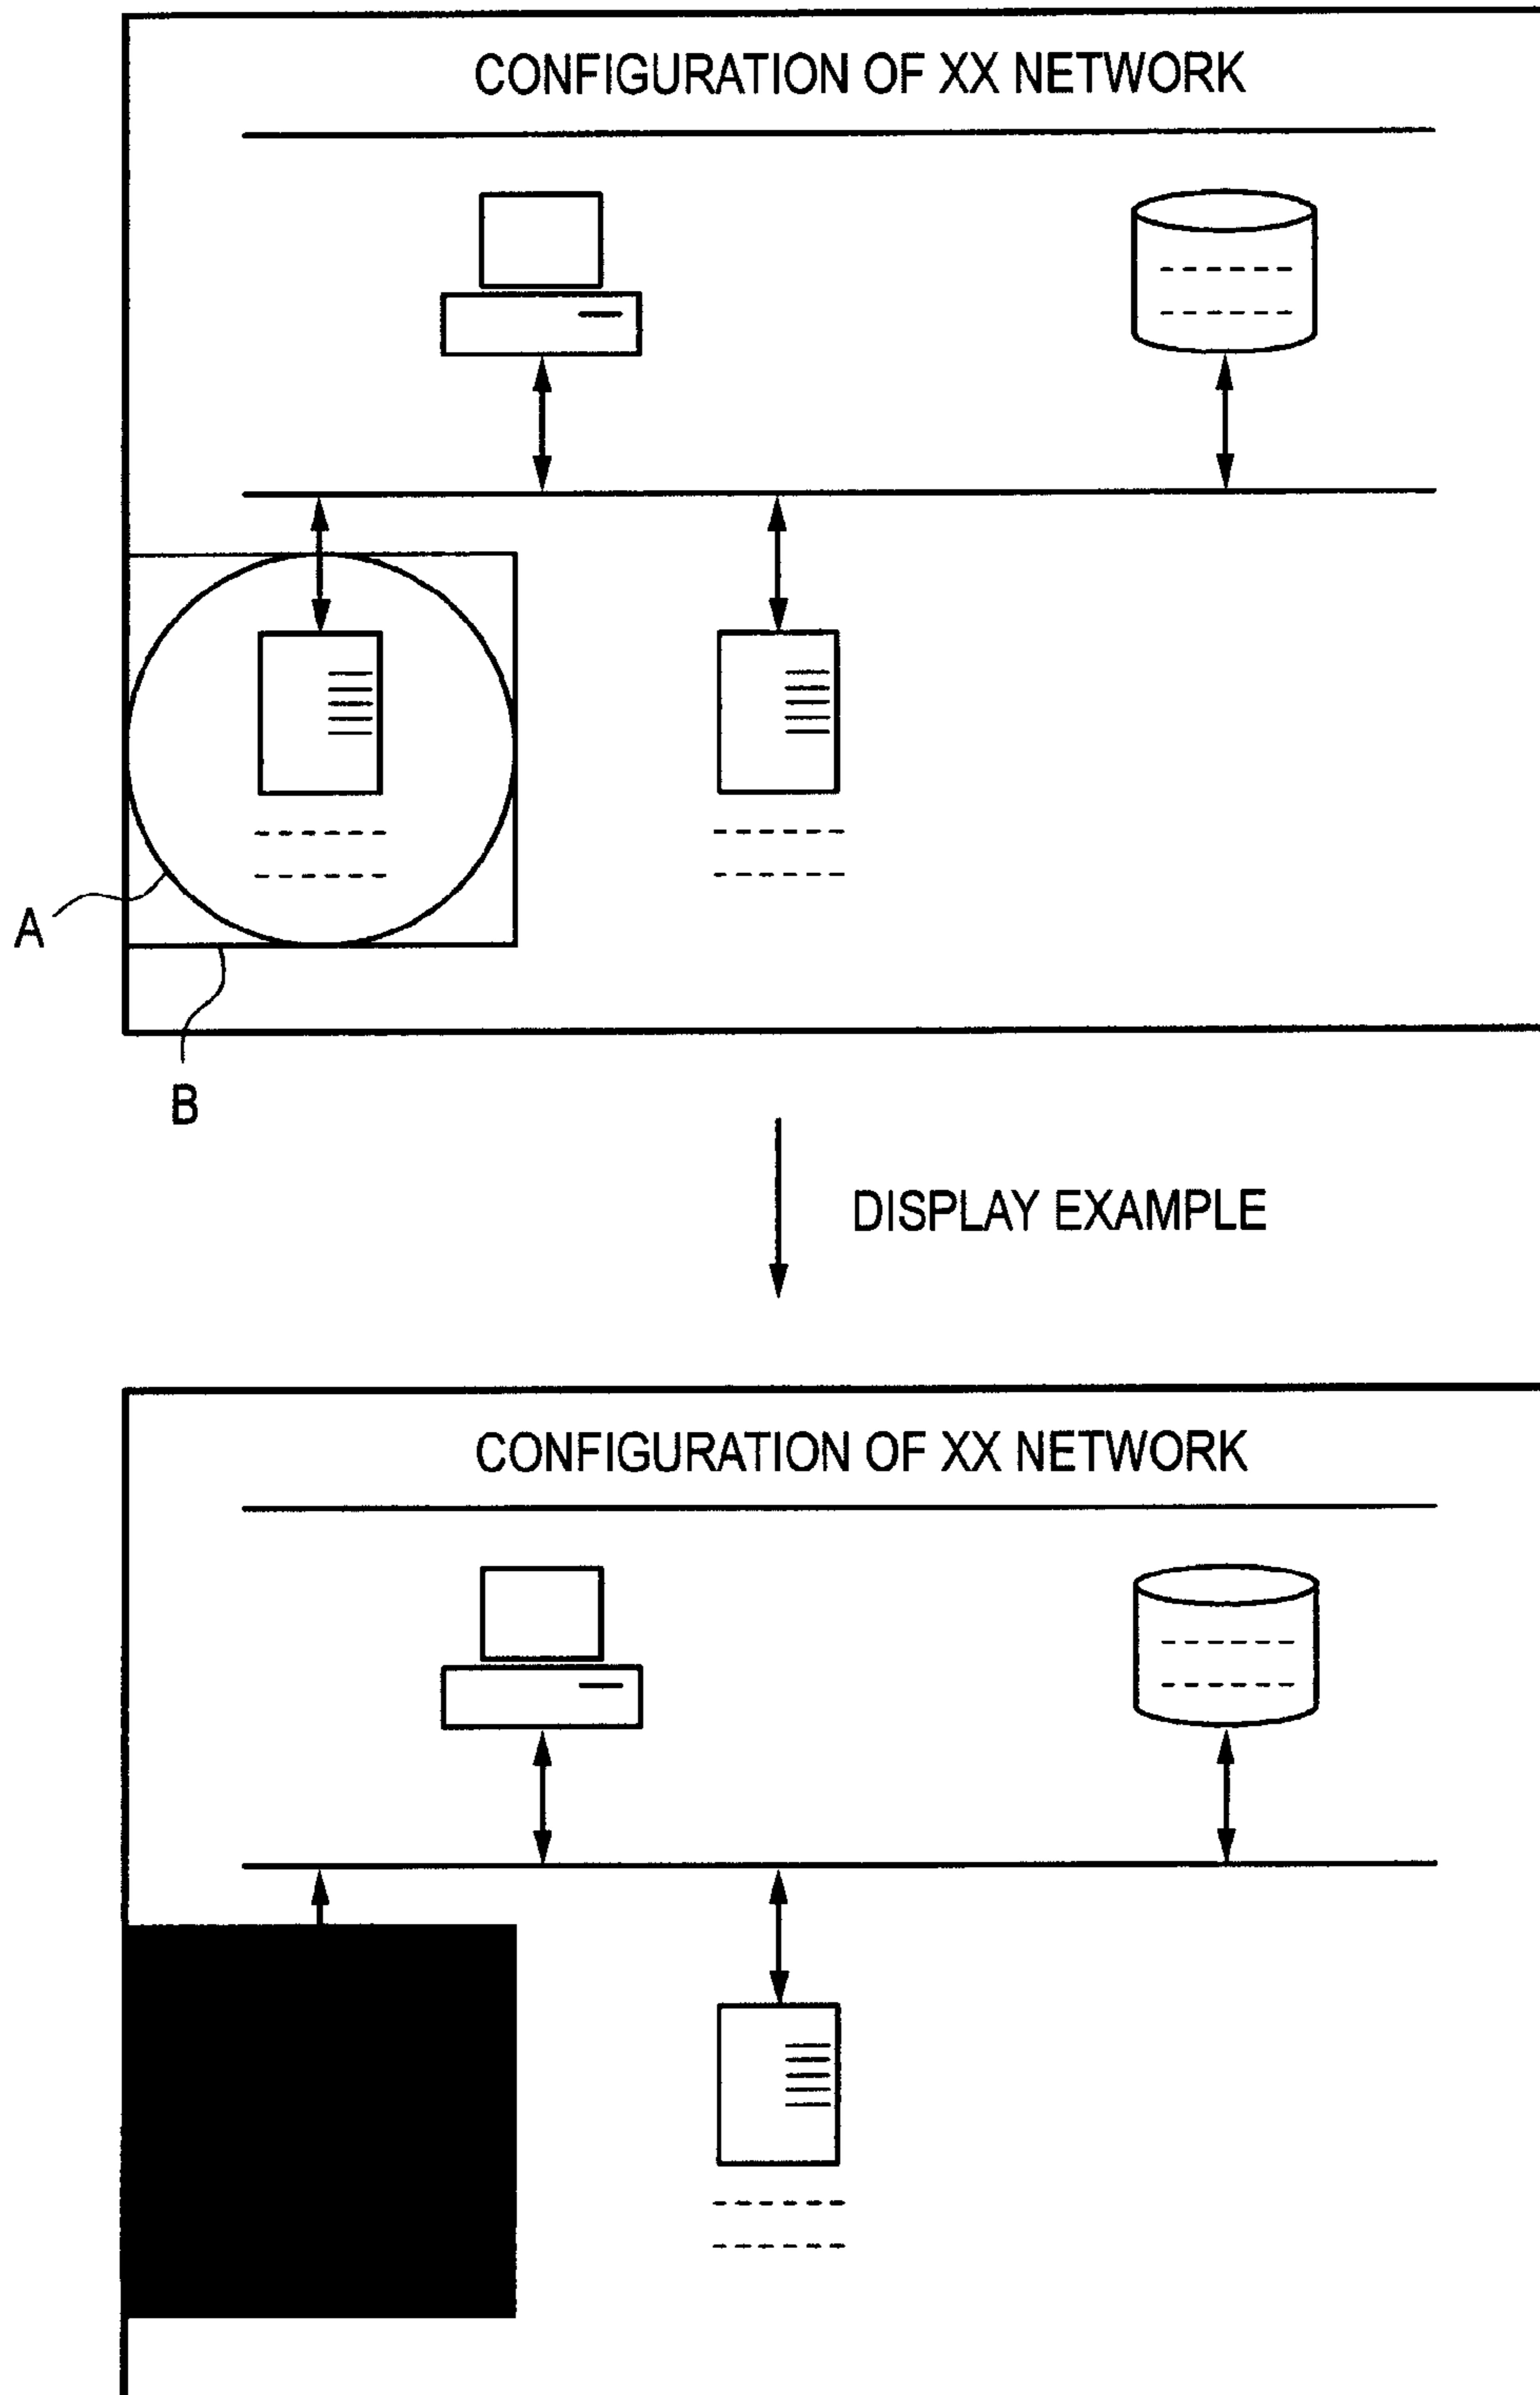 CONFIGURATION OF XX NETWORK
A
B
DISPLAY EXAMPLE
CONFIGURATION OF XX NETWORK